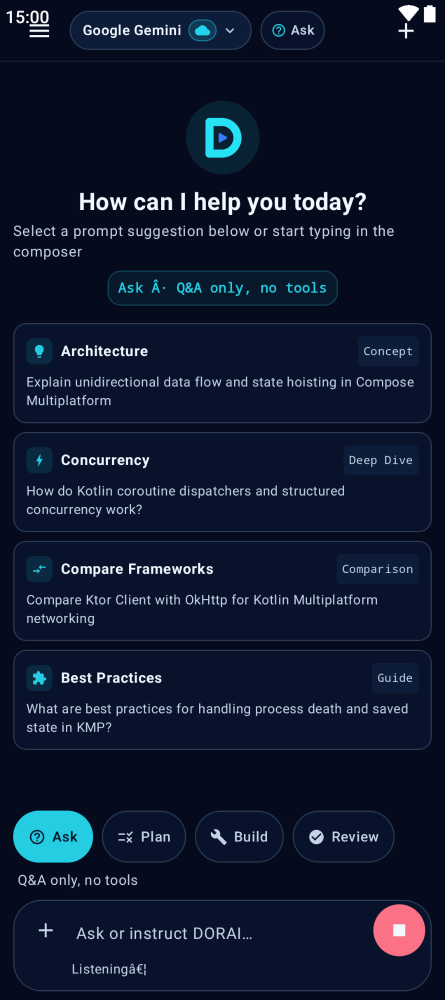 15:00
Google Gemini
Ask
How can I help you today?
Select a prompt suggestion below or start typing in the
composer
Ask Â· Q&A only, no tools
Architecture
Concept
Explain unidirectional data flow and state hoisting in Compose
Multiplatform
Concurrency
Deep Dive
How do Kotlin coroutine dispatchers and structured
concurrency work?
Compare Frameworks
Comparison
Compare Ktor Client with OkHttp for Kotlin Multiplatform
networking
Best Practices
Guide
What are best practices for handling process death and saved
state in KMP?
Ask
Plan
Build
Review
Q&A only, no tools
Ask or instruct DORAI…
Listeningâ€¦